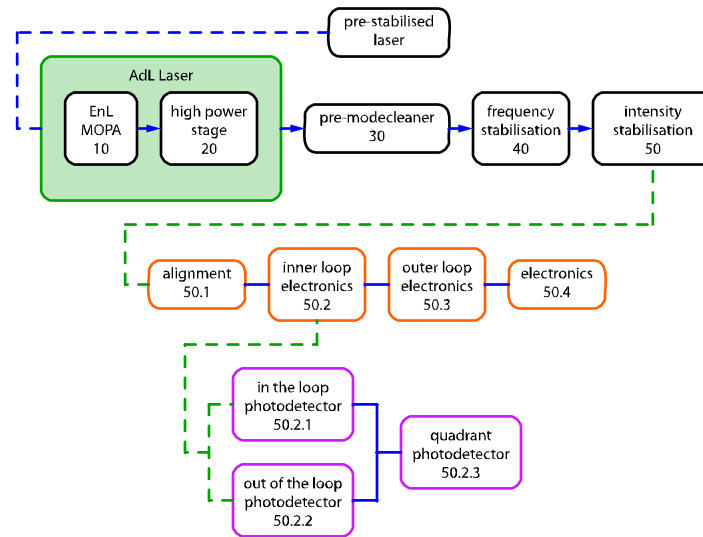 pre-stabilised
laser
AdL Laser
EnL
MOPA
10
high power
stage
20
pre-modecleaner
30
frequency
stabilisation
40
intensity
stabilisation
50
alignment
50.1
inner loop
electronics
50.2
outer loop
electronics
50.3
electronics
50.4
in the loop
photodetector
50.2.1
quadrant
photodetector
50.2.3
out of the loop
photodetector
50.2.2